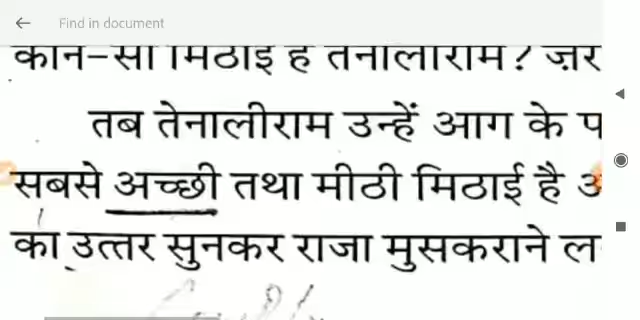 Find in document
कौन-सी मिठाई है तेनालीराम? ज़र
तब तेनालीराम उन्हें आग के प
सबसे अच्छी तथा मीठी मिठाई है
का उत्तर सुनकर राजा मुसकराने ल